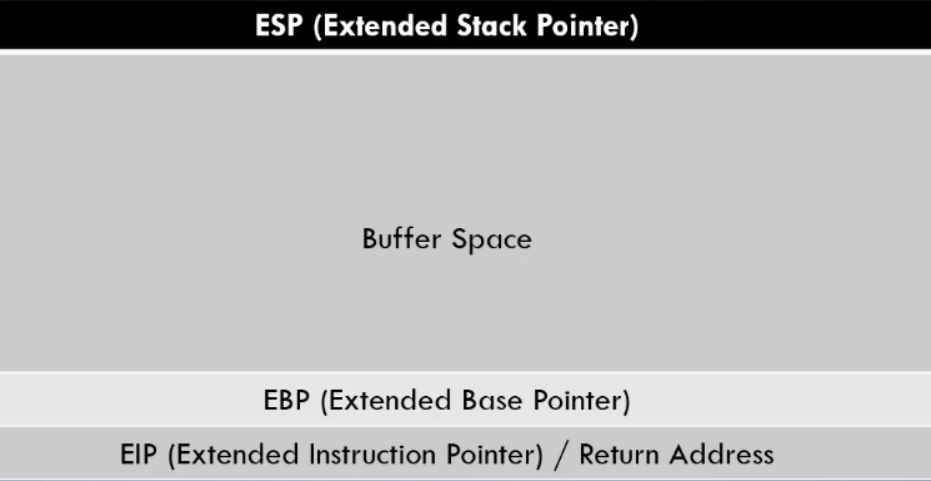 ESP (Extended Stack Pointer)
Buffer Space
EBP (Extended Base Pointer)
EIP (Extended Instruction Pointer) / Return Address